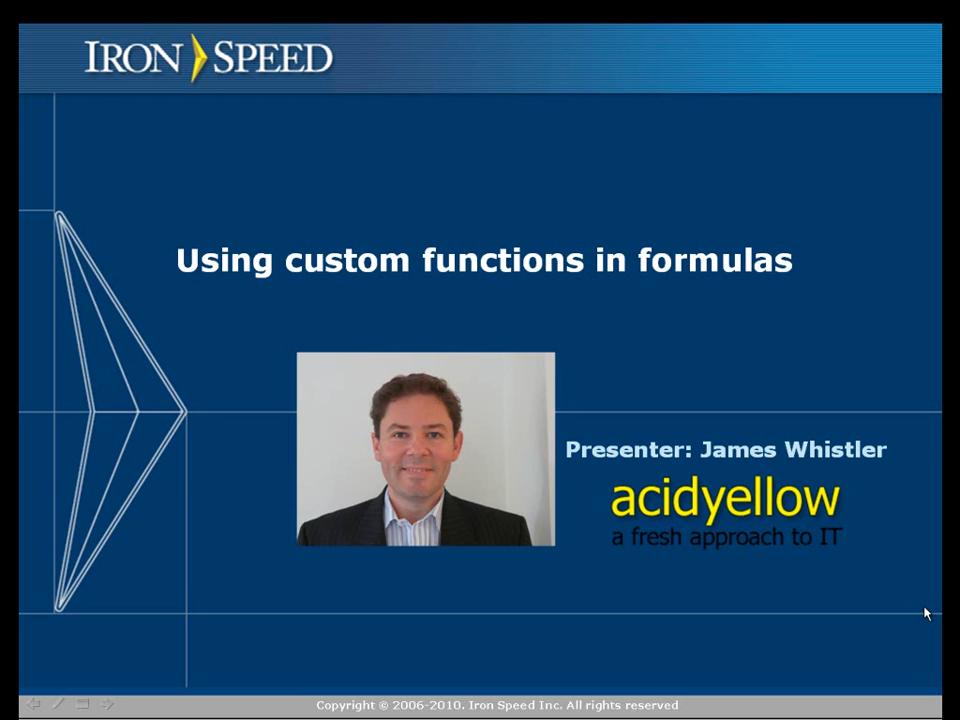 IRON SPEED
Using custom functions in formulas
Presenter: James Whistler
acidyellow
a fresh approach to IT
Copyright © 2006-2010. Iron Speed Inc. All rights reserved